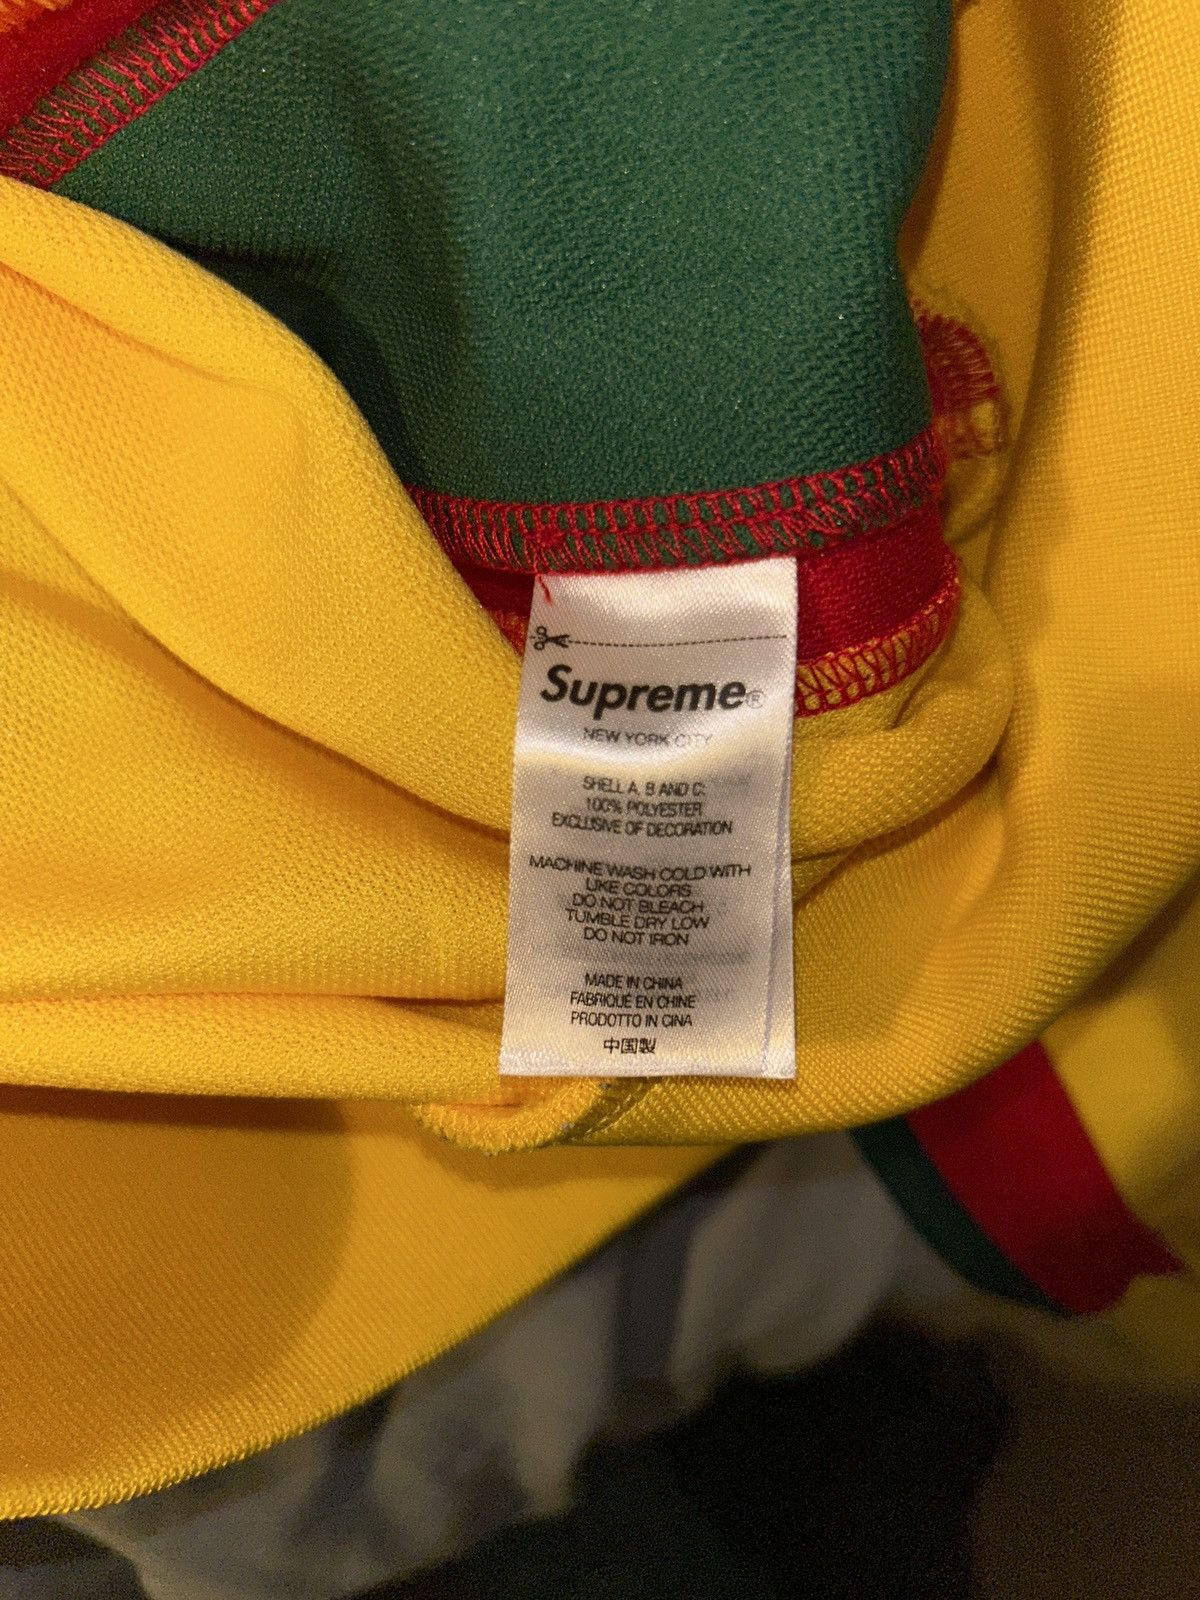 Supreme®
NEW YORK CITY
SHELL A, B AND C:
100% POLYESTER
EXCLUSIVE OF DECORATION
MACHINE WASH COLD WITH
LIKE COLORS
DO NOT BLEACH
TUMBLE DRY LOW
DO NOT IRON
MADE IN CHINA
FABRIQUÉ EN CHINE
PRODOTTO IN CINA
中国製